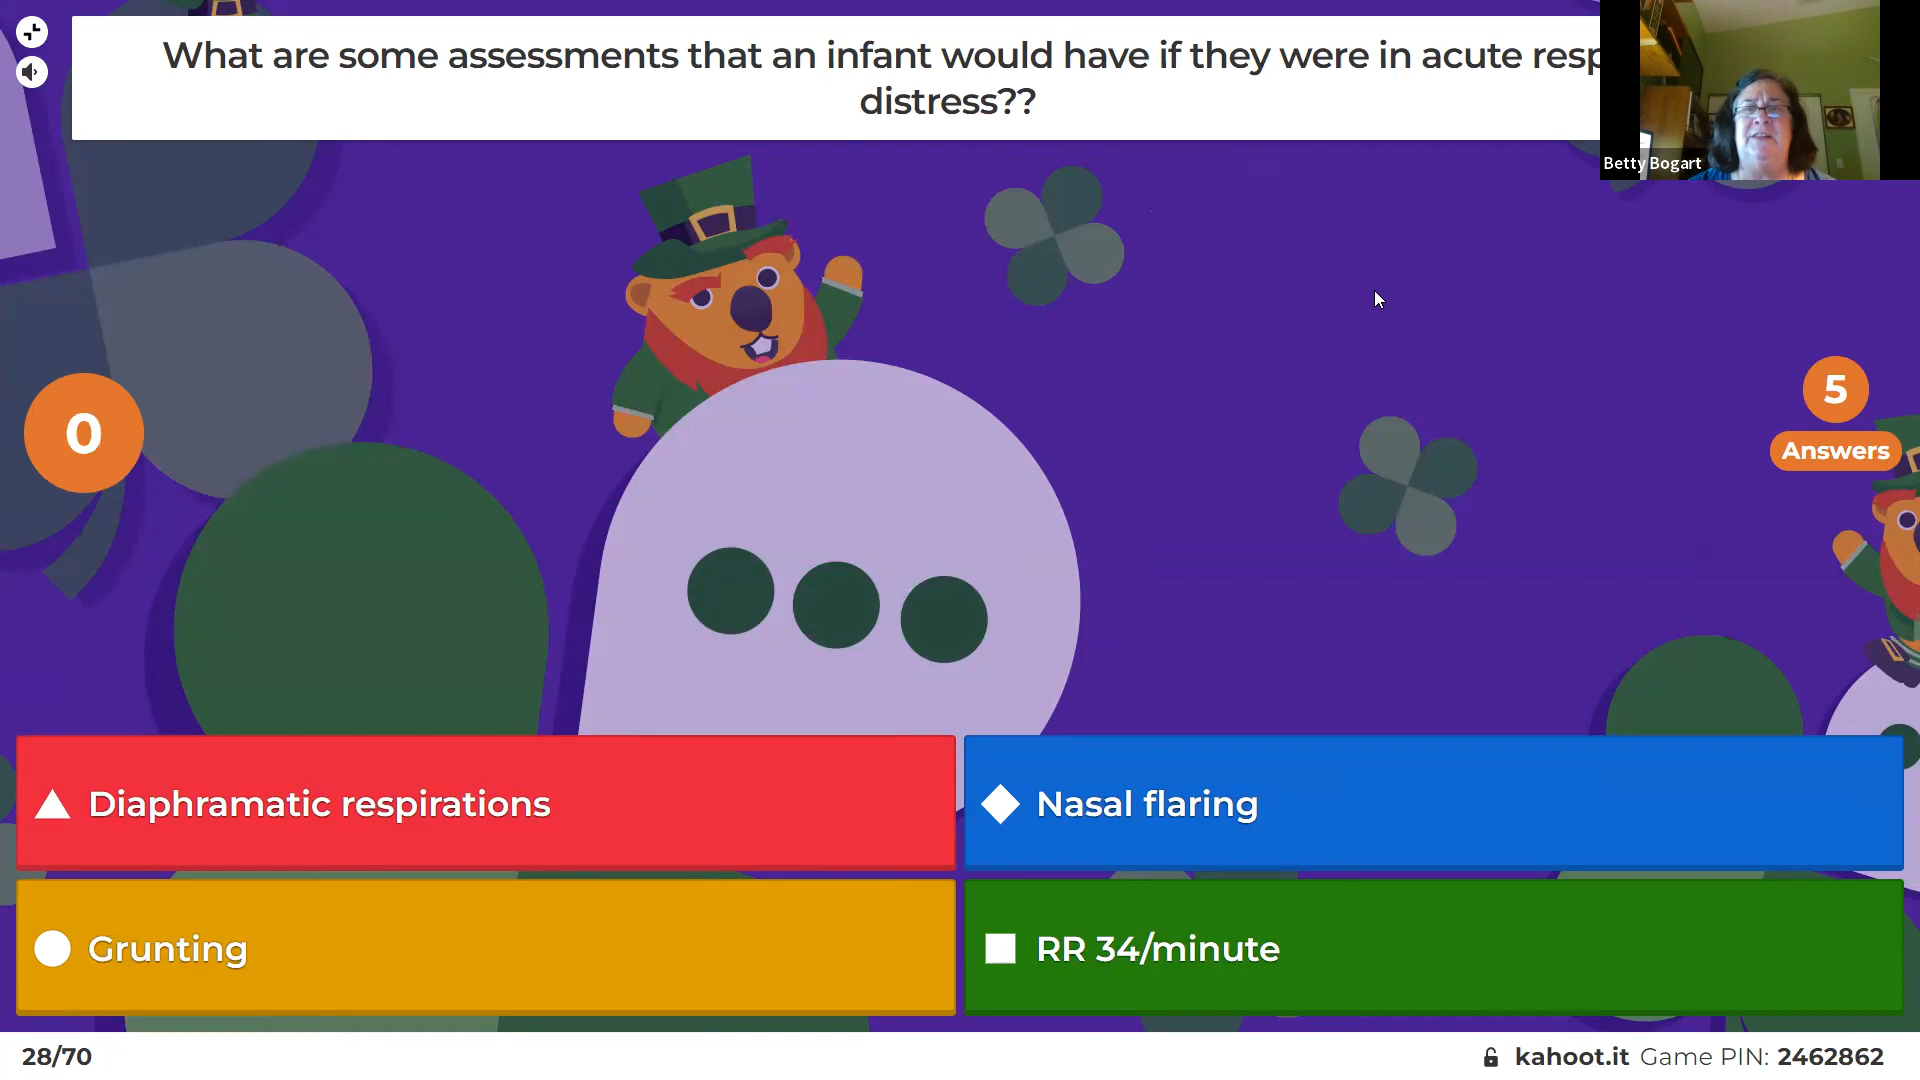 What are some assessments that an infant would have if they were in acute resp
distress??
Betty Bogart
0
5
Answers
Diaphramatic respirations
Nasal flaring
Grunting
RR 34/minute
28/70
kahoot.it Game PIN: 2462862